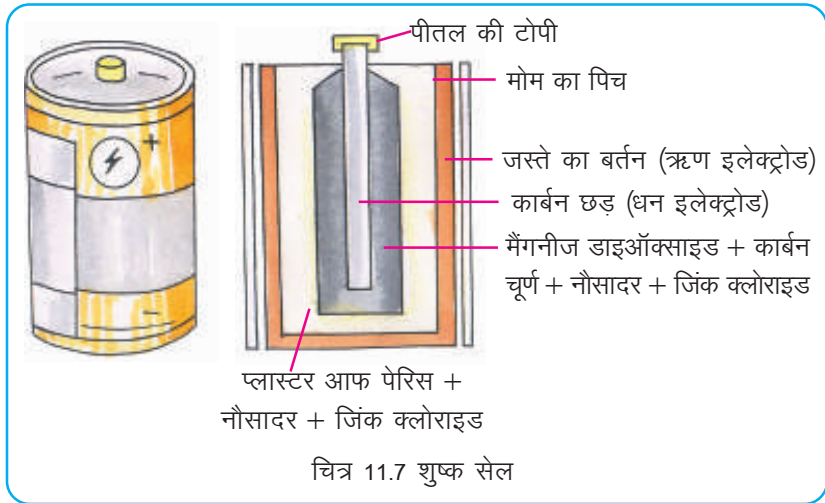 पीतल की टोपी
मोम का पिच
जस्ते का बर्तन (ऋण इलेक्ट्रोड)
कार्बन छड़ (धन इलेक्ट्रोड)
मैंगनीज डाइऑक्साइड + कार्बन
चूर्ण + नौसादर + जिंक क्लोराइड
+
प्लास्टर आफ पेरिस +
नौसादर + जिंक क्लोराइड
चित्र 11.7 शुष्क सेल